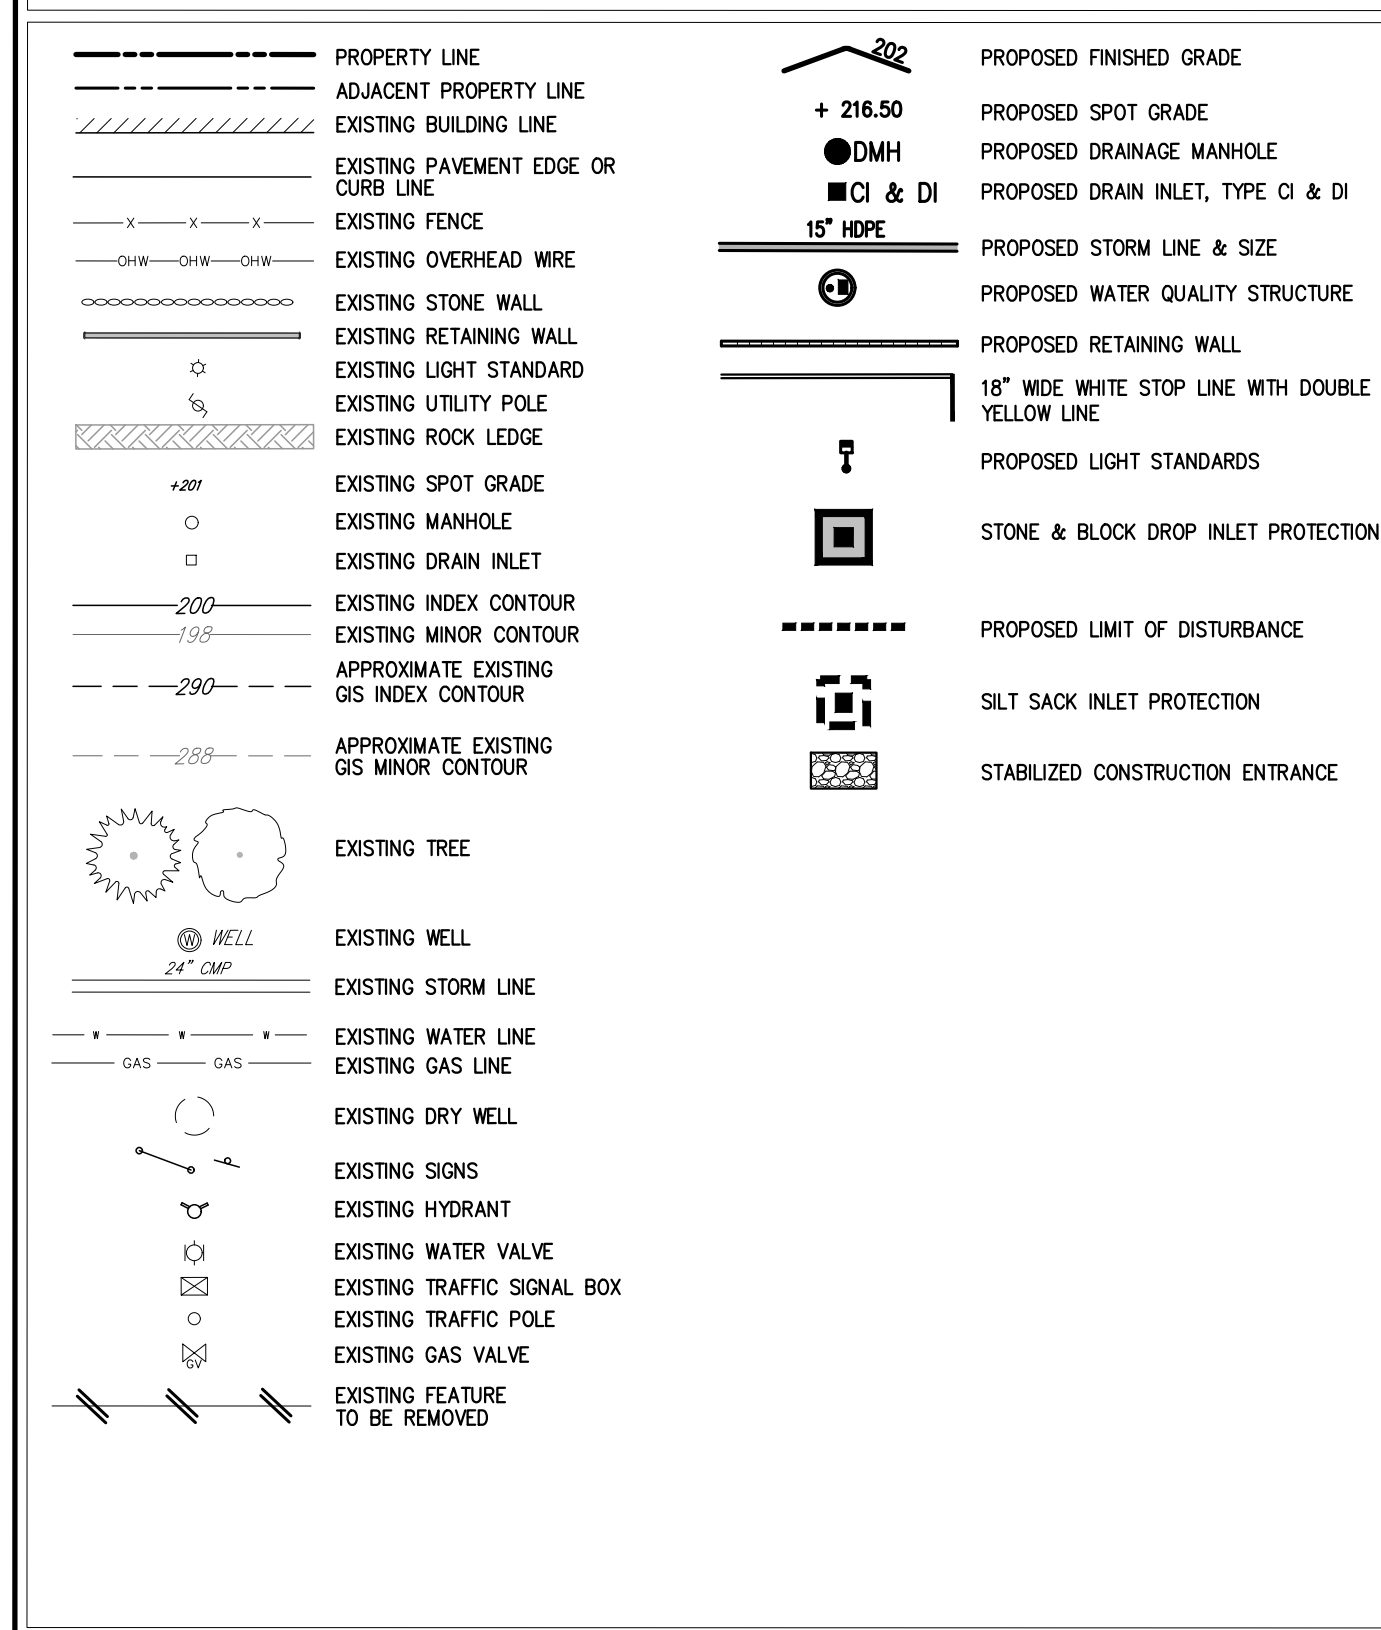 PROPERTY LINE
ADJACENT PROPERTY LINE
EXISTING BUILDING LINE
EXISTING PAVEMENT EDGE OR
CURB LINE
X X X EXISTING FENCE
OHW OHW OHW EXISTING OVERHEAD WIRE
EXISTING STONE WALL
EXISTING RETAINING WALL
EXISTING LIGHT STANDARD
EXISTING UTILITY POLE
EXISTING ROCK LEDGE
+201 EXISTING SPOT GRADE
EXISTING MANHOLE
EXISTING DRAIN INLET
200 EXISTING INDEX CONTOUR
198 EXISTING MINOR CONTOUR
APPROXIMATE EXISTING
290 GIS INDEX CONTOUR
APPROXIMATE EXISTING
288 GIS MINOR CONTOUR
EXISTING TREE
W WELL EXISTING WELL
24" CMP
EXISTING STORM LINE
W W W EXISTING WATER LINE
GAS GAS EXISTING GAS LINE
EXISTING DRY WELL
EXISTING SIGNS
EXISTING HYDRANT
EXISTING WATER VALVE
EXISTING TRAFFIC SIGNAL BOX
EXISTING TRAFFIC POLE
GV EXISTING GAS VALVE
EXISTING FEATURE
TO BE REMOVED
202 PROPOSED FINISHED GRADE
+ 216.50 PROPOSED SPOT GRADE
DMH PROPOSED DRAINAGE MANHOLE
CI & DI PROPOSED DRAIN INLET, TYPE CI & DI
15" HDPE
PROPOSED STORM LINE & SIZE
PROPOSED WATER QUALITY STRUCTURE
PROPOSED RETAINING WALL
18" WIDE WHITE STOP LINE WITH DOUBLE
YELLOW LINE
PROPOSED LIGHT STANDARDS
STONE & BLOCK DROP INLET PROTECTION
PROPOSED LIMIT OF DISTURBANCE
SILT SACK INLET PROTECTION
STABILIZED CONSTRUCTION ENTRANCE